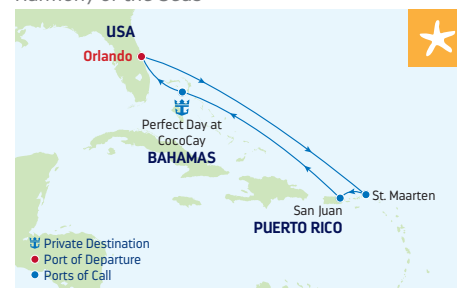 Harmony of the Seas
USA
Orlando
Perfect Day at
CocoCay
BAHAMAS
St. Maarten
San Juan
PUERTO RICO
Private Destination
Port of Departure
Ports of Call